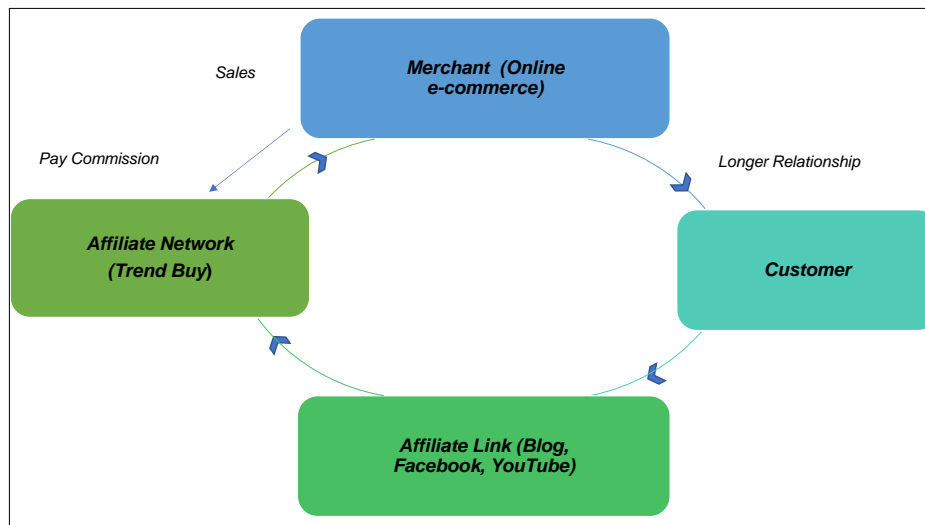 Merchant (Online
e-commerce)
Sales
Pay Commission
Longer Relationship
Affiliate Network
(Trend Buy)
Customer
Affiliate Link (Blog,
Facebook, YouTube)